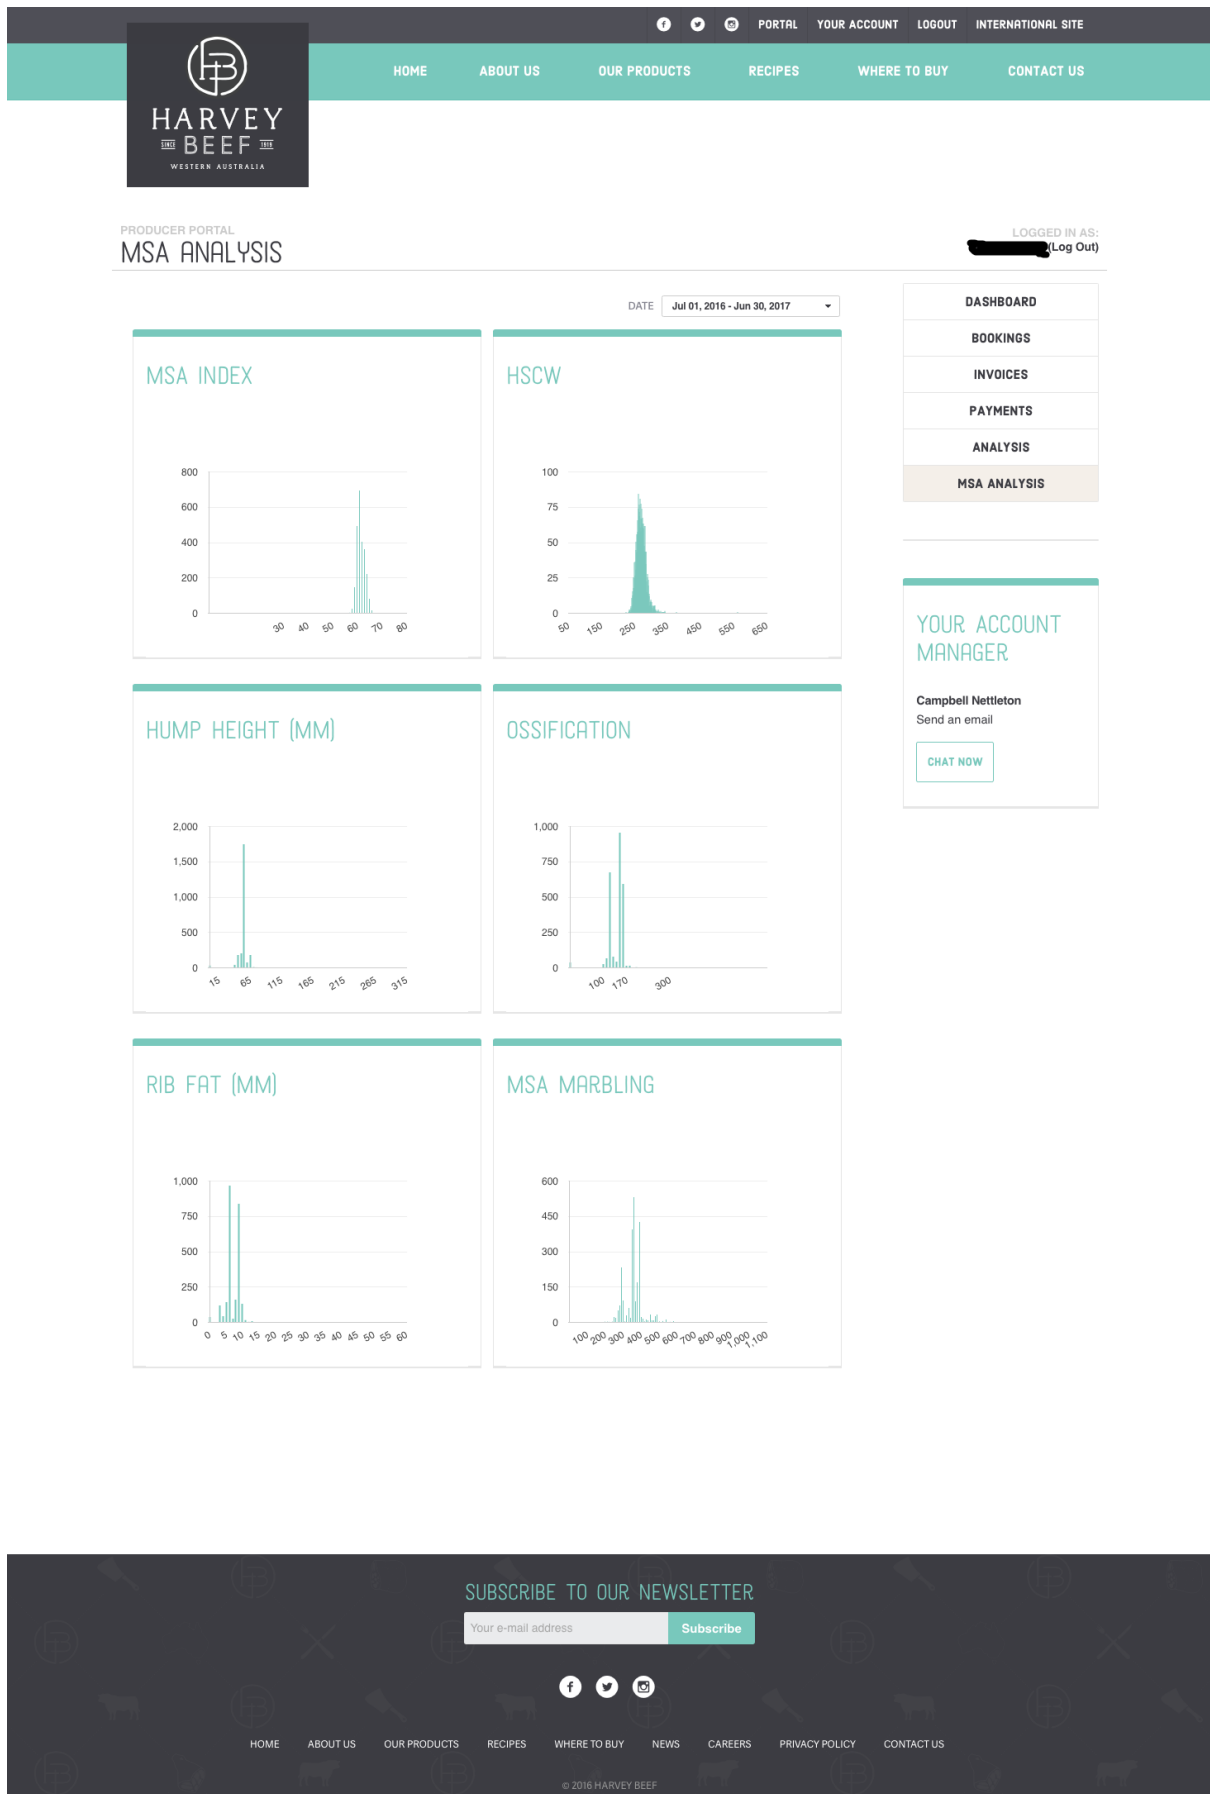 PORTAL YOUR ACCOUNT LOGOUT INTERNATIONAL SITE
HOME ABOUT US OUR PRODUCTS RECIPES WHERE TO BUY CONTACT US
HB
HARVEY
SINCE BEEF 1918
WESTERN AUSTRALIA
PRODUCER PORTAL
MSA ANALYSIS
LOGGED IN AS:
(Log Out)
DATE Jul 01, 2016 - Jun 30, 2017
DASHBOARD
BOOKINGS
INVOICES
PAYMENTS
ANALYSIS
MSA ANALYSIS
MSA INDEX
800
600
400
200
0
30 40 50 60 70 80
HSCW
100
75
50
25
0
50 150 250 350 450 550 650
YOUR ACCOUNT
MANAGER
Campbell Nettleton
Send an email
CHAT NOW
HUMP HEIGHT (MM)
2,000
1,500
1,000
500
0
15 65 115 165 215 265 315
OSSIFICATION
1,000
750
500
250
0
100 170 300
RIB FAT (MM)
1,000
750
500
250
0
0 5 10 15 20 25 30 35 40 45 50 55 60
MSA MARBLING
600
450
300
150
0
100 200 300 400 500 600 700 800 900 1,000 1,100
SUBSCRIBE TO OUR NEWSLETTER
Your e-mail address Subscribe
HOME ABOUT US OUR PRODUCTS RECIPES WHERE TO BUY NEWS CAREERS PRIVACY POLICY CONTACT US
© 2016 HARVEY BEEF